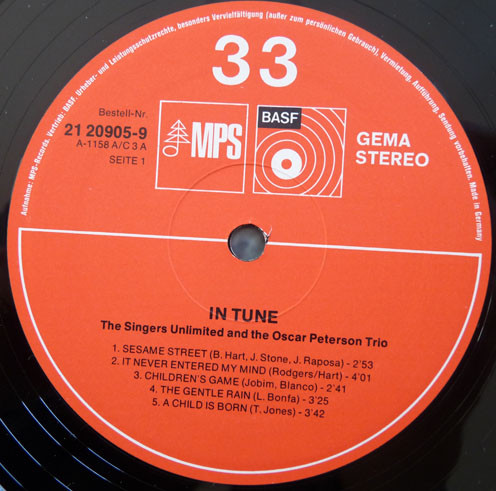 Aufnahme: MPS-Records. Vertrieb: BASF. Urheber- und Leistungsschutzrechte, besonders Vervielfältigung (außer zum persönlichen Gebrauch), Vermietung, Aufführung, Sendung vorbehalten. Made in Germany
33
Bestell-Nr.
21 20905-9
A-1158 A/C 3 A
SEITE 1
MPS
BASF
GEMA
STEREO
IN TUNE
The Singers Unlimited and the Oscar Peterson Trio
1. SESAME STREET (B. Hart, J. Stone, J. Raposa) - 2'53
2. IT NEVER ENTERED MY MIND (Rodgers/Hart) - 4'01
3. CHILDREN'S GAME (Jobim, Blanco) - 2'41
4. THE GENTLE RAIN (L. Bonfa) - 3'25
5. A CHILD IS BORN (T. Jones) - 3'42